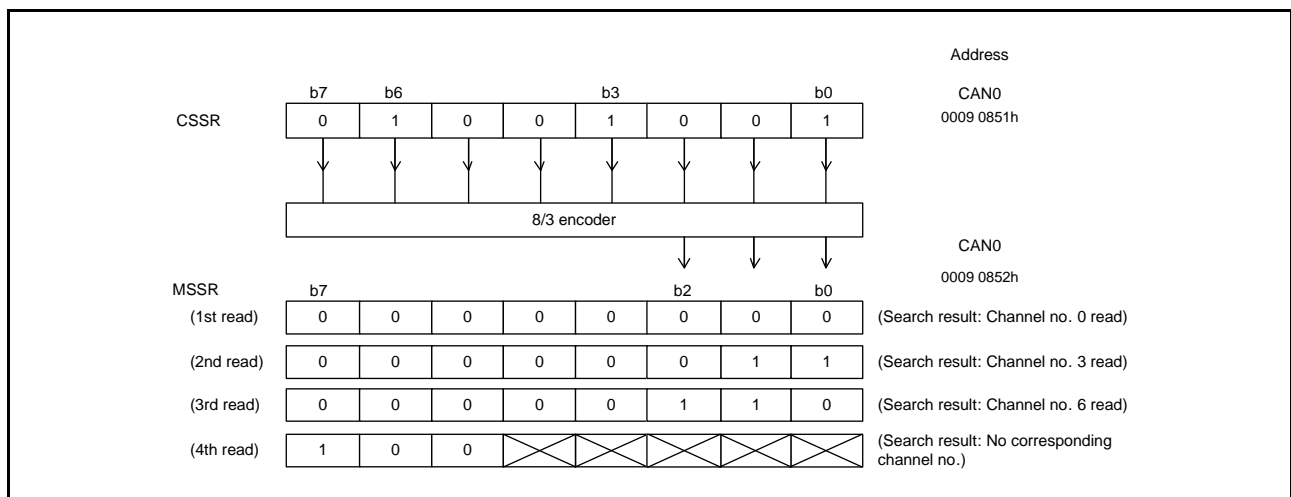 Address
b7 b6 b3 b0 CAN0
CSSR 0 1 0 0 1 0 0 1 0009 0851h
8/3 encoder
CAN0
0009 0852h
MSSR b7 b2 b0
(1st read) 0 0 0 0 0 0 0 0 (Search result: Channel no. 0 read)
(2nd read) 0 0 0 0 0 0 1 1 (Search result: Channel no. 3 read)
(3rd read) 0 0 0 0 0 1 1 0 (Search result: Channel no. 6 read)
(4th read) 1 0 0 (Search result: No corresponding
channel no.)